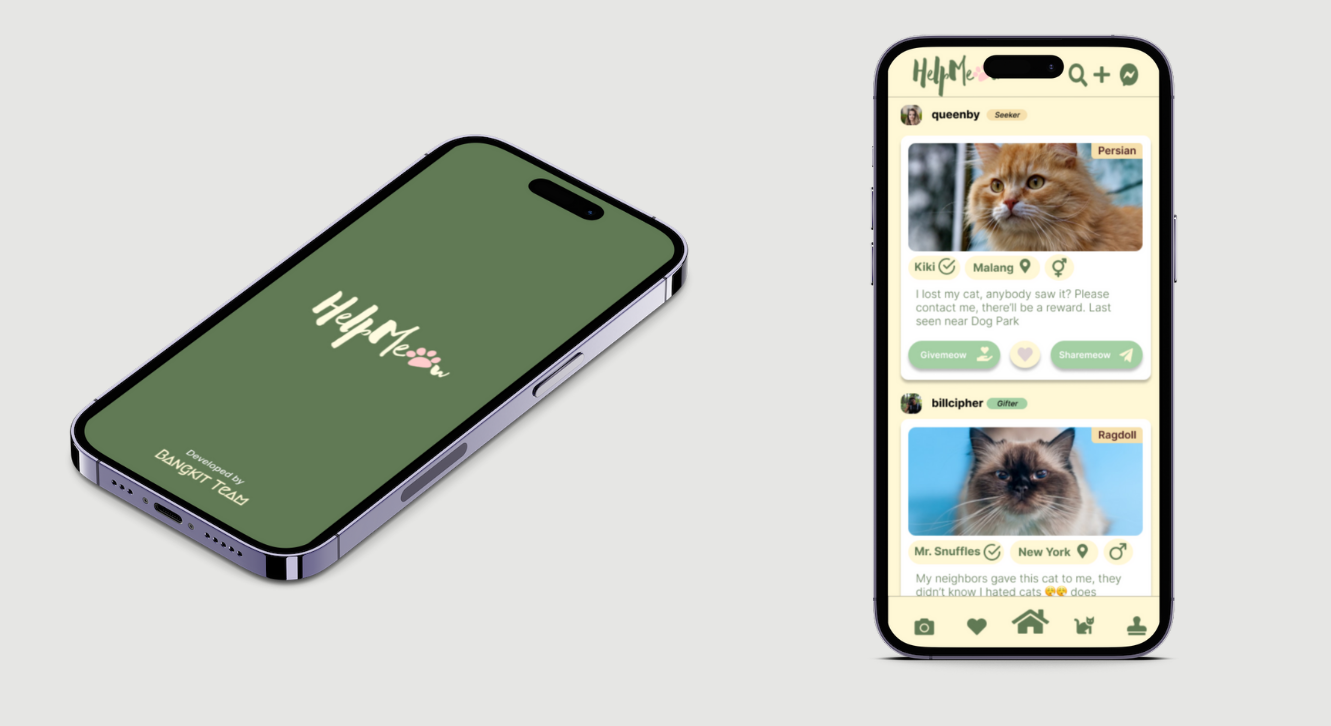 HelpMeow
Developed by
BANGKIT TEAM
HelpMe
queenby Seeker
Persian
Kiki Malang
I lost my cat, anybody saw it? Please
contact me, there'll be a reward. Last
seen near Dog Park
Givemeow Sharemeow
billcipher Gifter
Ragdoll
Mr. Snuffles New York
My neighbors gave this cat to me, they
didn't know I hated cats 🫣🫣 does